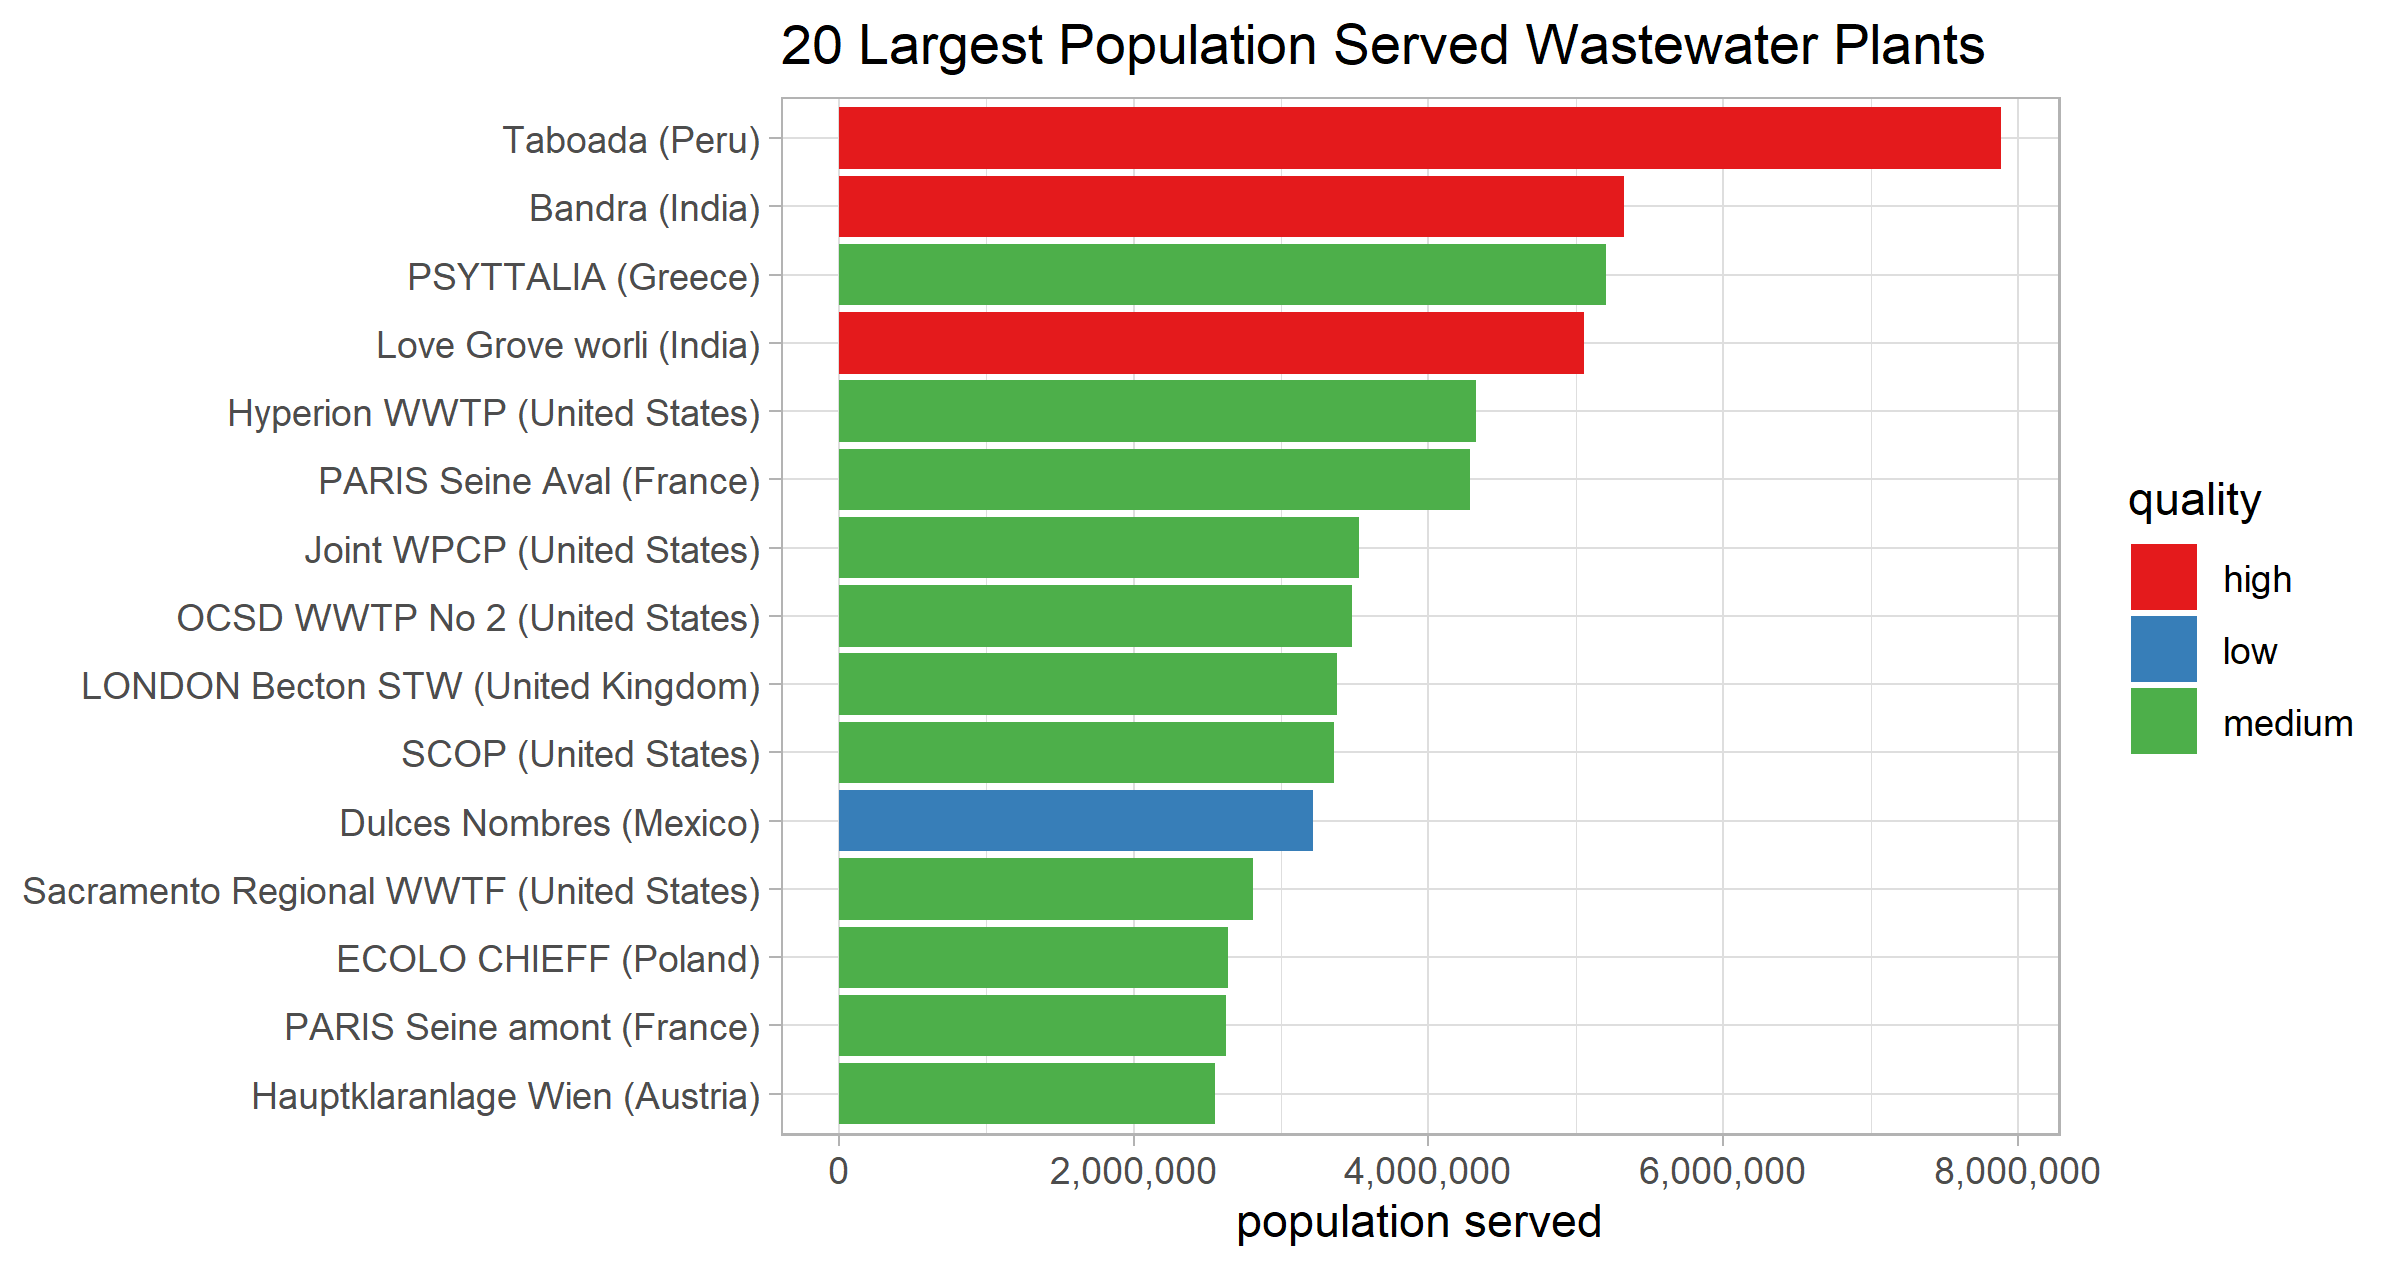 20 Largest Population Served Wastewater Plants
Taboada (Peru)
Bandra (India)
PSYTTALIA (Greece)
Love Grove worli (India)
Hyperion WWTP (United States)
PARIS Seine Aval (France)
Joint WPCP (United States)
OCSD WWTP No 2 (United States)
LONDON Becton STW (United Kingdom)
SCOP (United States)
Dulces Nombres (Mexico)
Sacramento Regional WWTF (United States)
ECOLO CHIEFF (Poland)
PARIS Seine amont (France)
Hauptklaranlage Wien (Austria)
0 2,000,000 4,000,000 6,000,000 8,000,000
population served
quality
high
low
medium